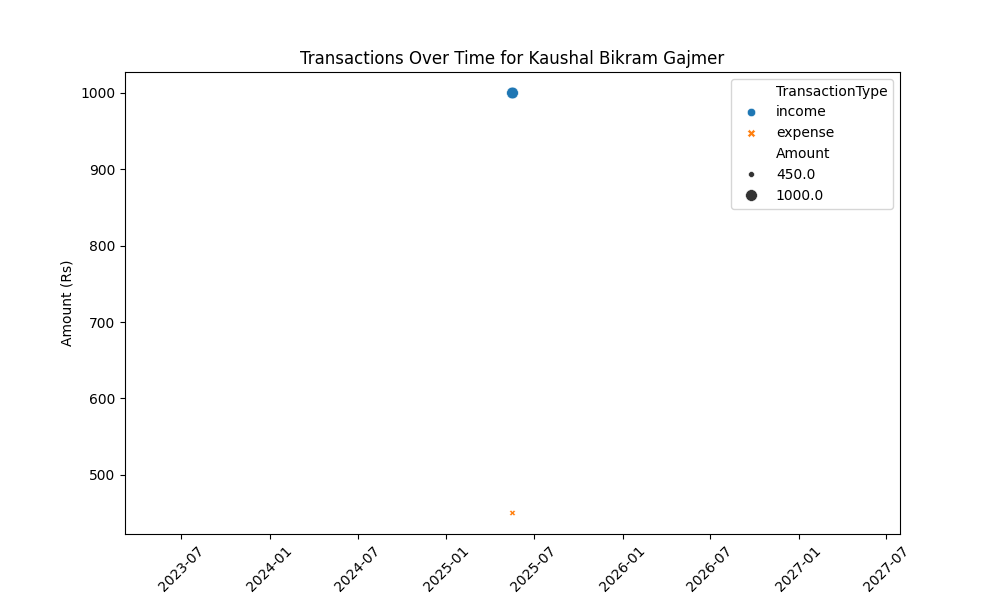 Transactions Over Time for Kaushal Bikram Gajmer
TransactionType
income
expense
Amount
450.0
1000.0
1000
900
800
700
600
500
Amount (Rs)
2023-07
2024-01
2024-07
2025-01
2025-07
2026-01
2026-07
2027-01
2027-07